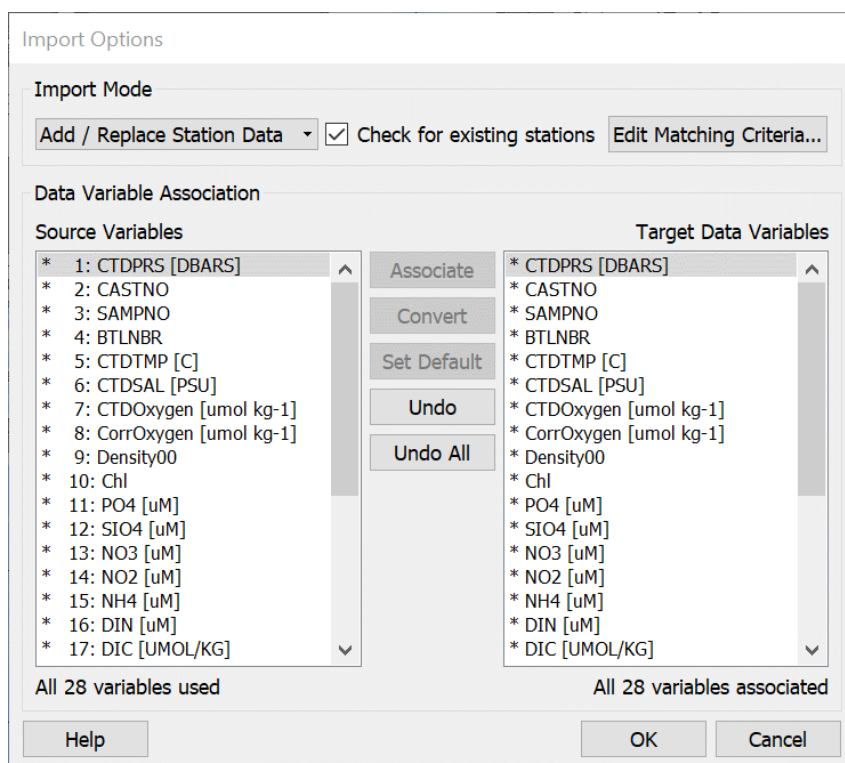 Import Options
Import Mode
Add / Replace Station Data Check for existing stations Edit Matching Criteria...
Data Variable Association
Source Variables
* 1: CTDPRS [DBARS]
* 2: CASTNO
* 3: SAMPNO
* 4: BTLNBR
* 5: CTDTMP [C]
* 6: CTDSAL [PSU]
* 7: CTDOxygen [umol kg-1]
* 8: CorrOxygen [umol kg-1]
* 9: Density00
* 10: Chl
* 11: PO4 [uM]
* 12: SIO4 [uM]
* 13: NO3 [uM]
* 14: NO2 [uM]
* 15: NH4 [uM]
* 16: DIN [uM]
* 17: DIC [UMOL/KG]
All 28 variables used
Associate
Convert
Set Default
Undo
Undo All
Target Data Variables
* CTDPRS [DBARS]
* CASTNO
* SAMPNO
* BTLNBR
* CTDTMP [C]
* CTDSAL [PSU]
* CTDOxygen [umol kg-1]
* CorrOxygen [umol kg-1]
* Density00
* Chl
* PO4 [uM]
* SIO4 [uM]
* NO3 [uM]
* NO2 [uM]
* NH4 [uM]
* DIN [uM]
* DIC [UMOL/KG]
All 28 variables associated
Help OK Cancel